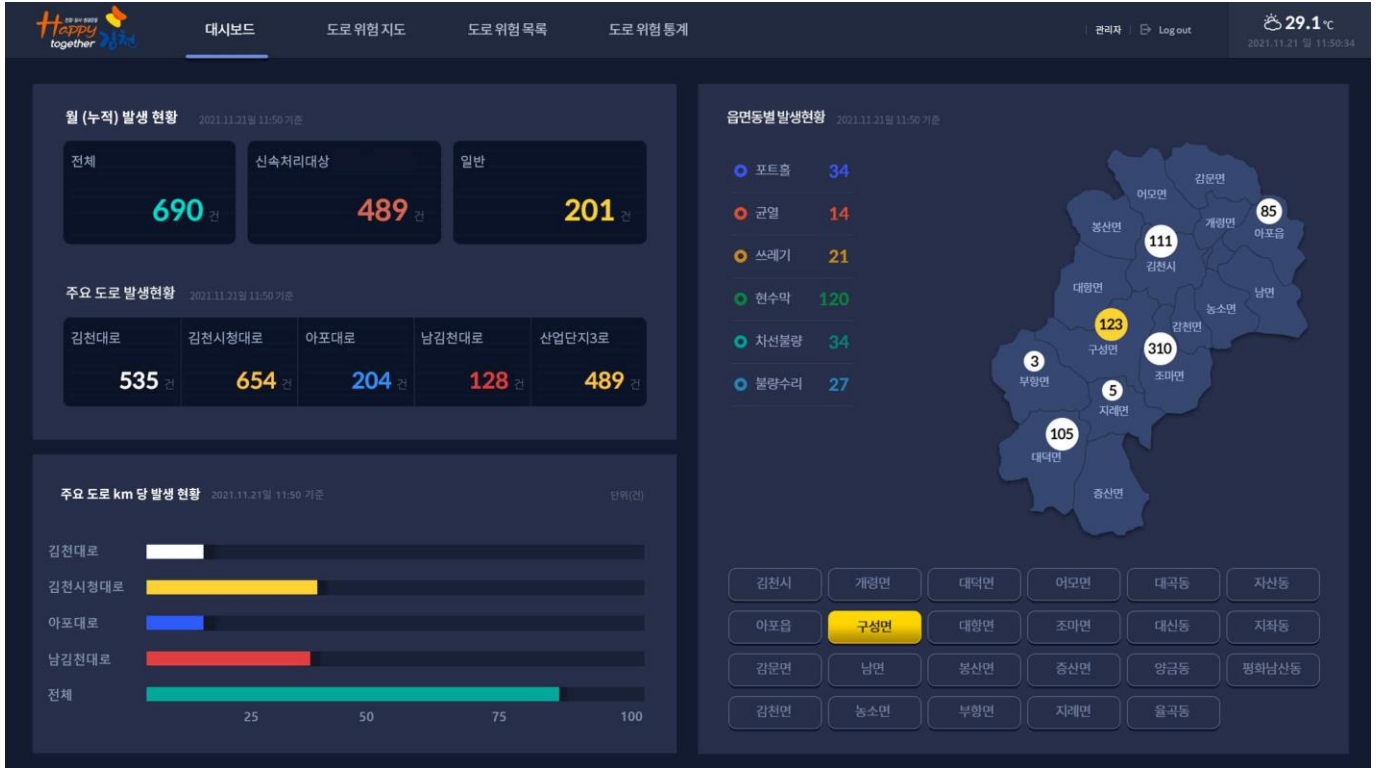 Happy
together 김천
대시보드 도로 위험 지도 도로 위험 목록 도로 위험 통계
관리자 Log out
29.1 °C
2021.11.21 일 11:50:34
월 (누적) 발생 현황 2021.11.21일 11:50 기준
전체 신속처리대상 일반
690 건 489 건 201 건
주요 도로 발생현황 2021.11.21일 11:50 기준
김천대로 김천시청대로 아포대로 남김천대로 산업단지3로
535 건 654 건 204 건 128 건 489 건
주요 도로 km 당 발생 현황 2021.11.21일 11:50 기준 단위(건)
김천대로
김천시청대로
아포대로
남김천대로
전체
25 50 75 100
읍면동별 발생현황 2021.11.21일 11:50 기준
포트홀 34
균열 14
쓰레기 21
현수막 120
차선불량 34
불량수리 27
감문면
어모면
85
개령면
아포읍
봉산면
111
김천시
대항면
남면
농소면
123
감천면
구성면
310
조마면
3
부항면
5
지례면
105
대덕면
증산면
김천시 개령면 대덕면 어모면 대곡동 자산동
아포읍 구성면 대항면 조마면 대신동 지좌동
감문면 남면 봉산면 증산면 양금동 평화남산동
감천면 농소면 부항면 지례면 율곡동